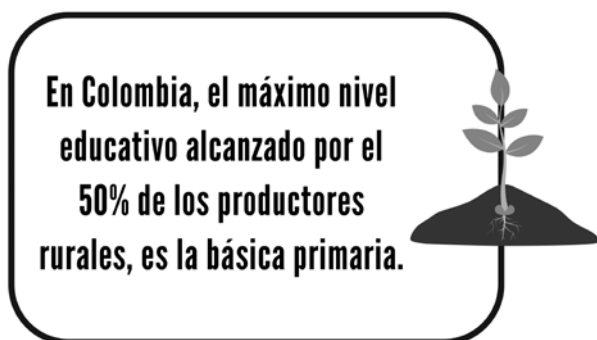 En Colombia, el máximo nivel
educativo alcanzado por el
50% de los productores
rurales, es la básica primaria.